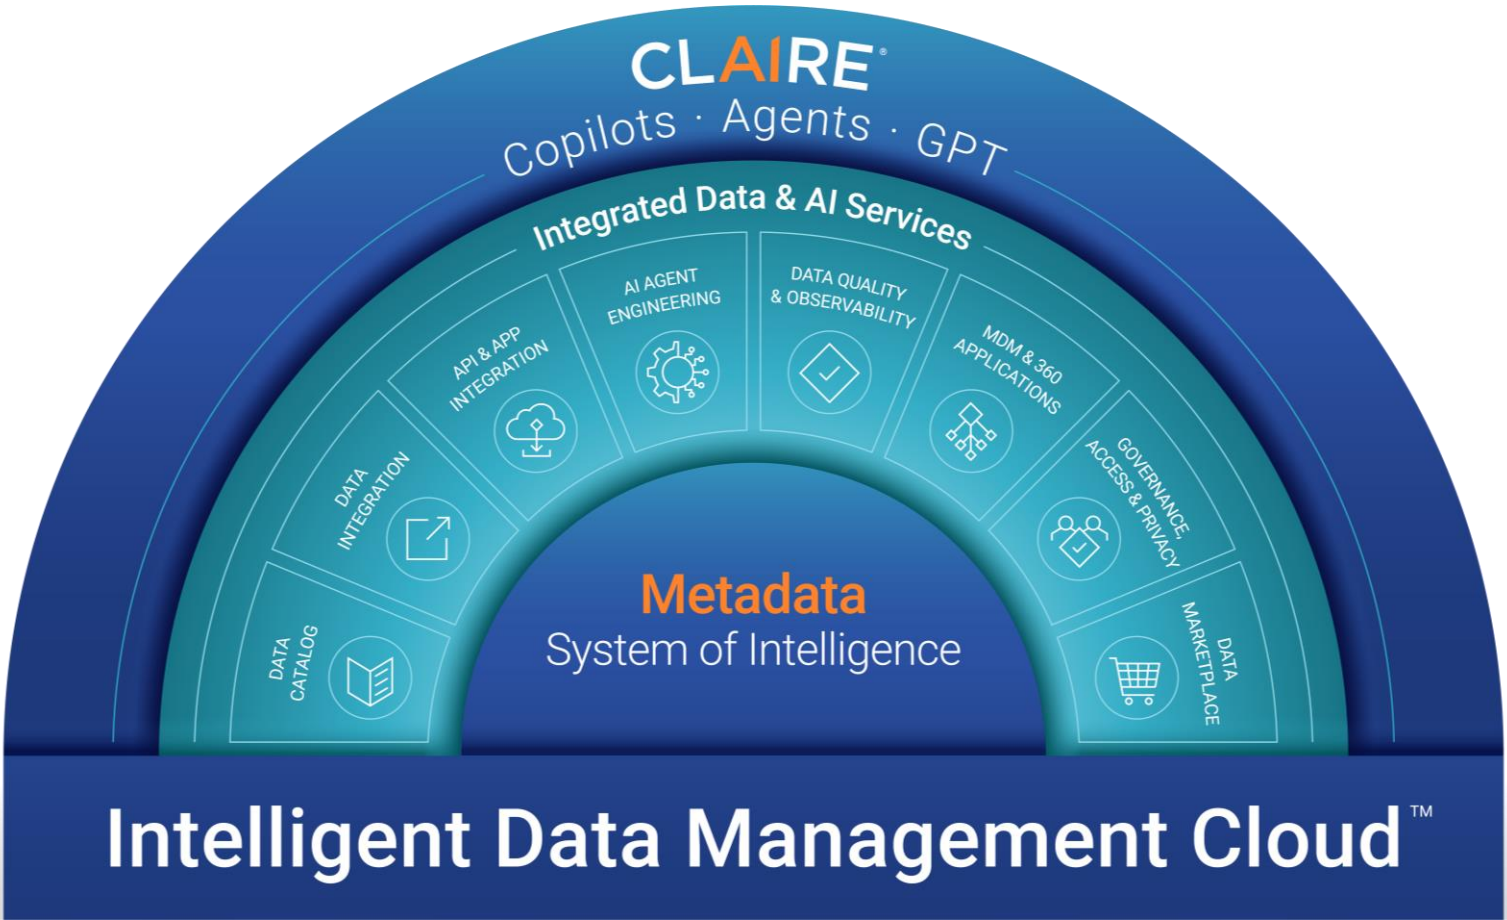 CLAIRE®
Copilots · Agents · GPT
Integrated Data & AI Services
DATA
CATALOG
DATA
INTEGRATION
API & APP
INTEGRATION
AI AGENT
ENGINEERING
DATA QUALITY
& OBSERVABILITY
MDM & 360
APPLICATIONS
GOVERNANCE,
ACCESS & PRIVACY
DATA
MARKETPLACE
Metadata
System of Intelligence
Intelligent Data Management Cloud™